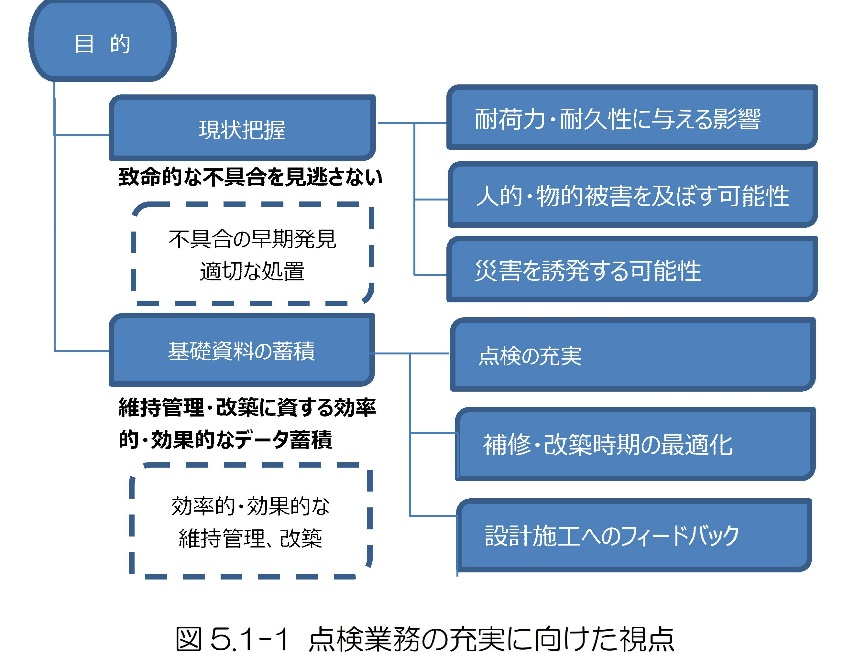 目 的
現状把握
致命的な不具合を見逃さない
不具合の早期発見
適切な処置
耐荷力・耐久性に与える影響
人的・物的被害を及ぼす可能性
災害を誘発する可能性
基礎資料の蓄積
維持管理・改築に資する効率
的・効果的なデータ蓄積
効率的・効果的な
維持管理、改築
点検の充実
補修・改築時期の最適化
設計施工へのフィードバック
図 5.1-1 点検業務の充実に向けた視点